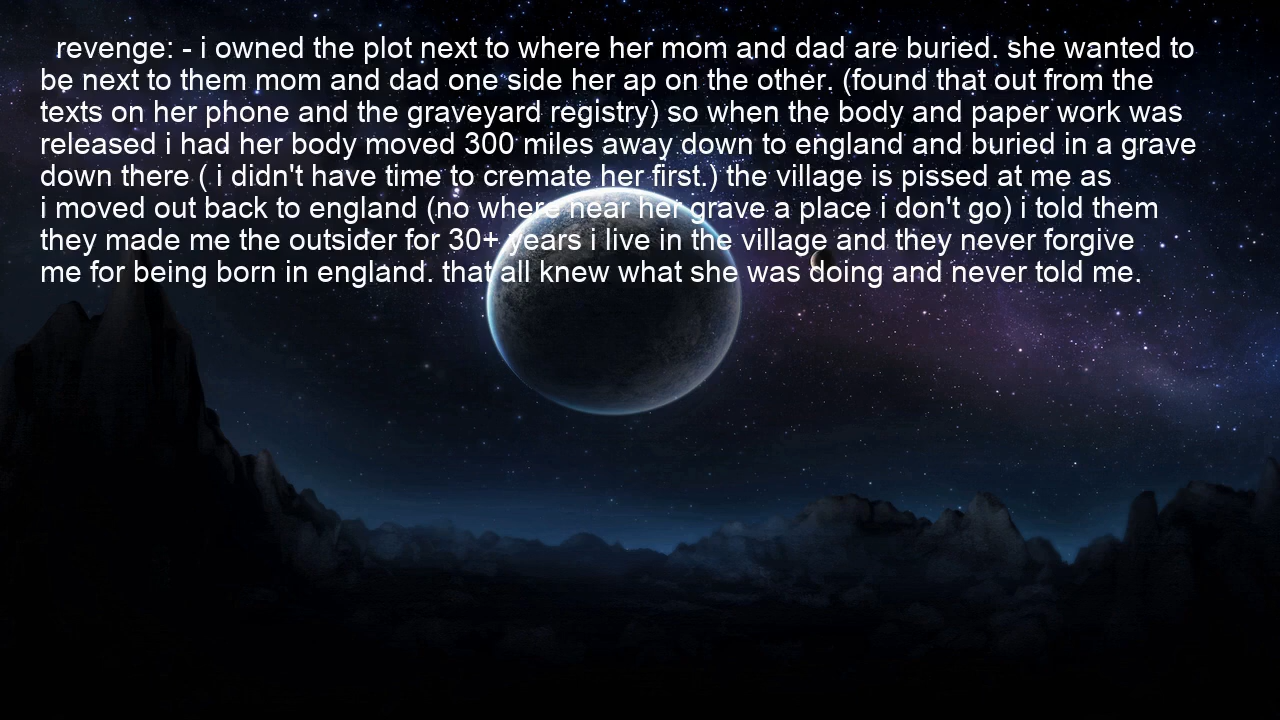 revenge: - i owned the plot next to where her mom and dad are buried. she wanted to
be next to them mom and dad one side her ap on the other. (found that out from the
texts on her phone and the graveyard registry) so when the body and paper work was
released i had her body moved 300 miles away down to england and buried in a grave
down there ( i didn't have time to cremate her first.) the village is pissed at me as
i moved out back to england (no where near her grave a place i don't go) i told them
they made me the outsider for 30+ years i live in the village and they never forgive
me for being born in england. that all knew what she was doing and never told me.